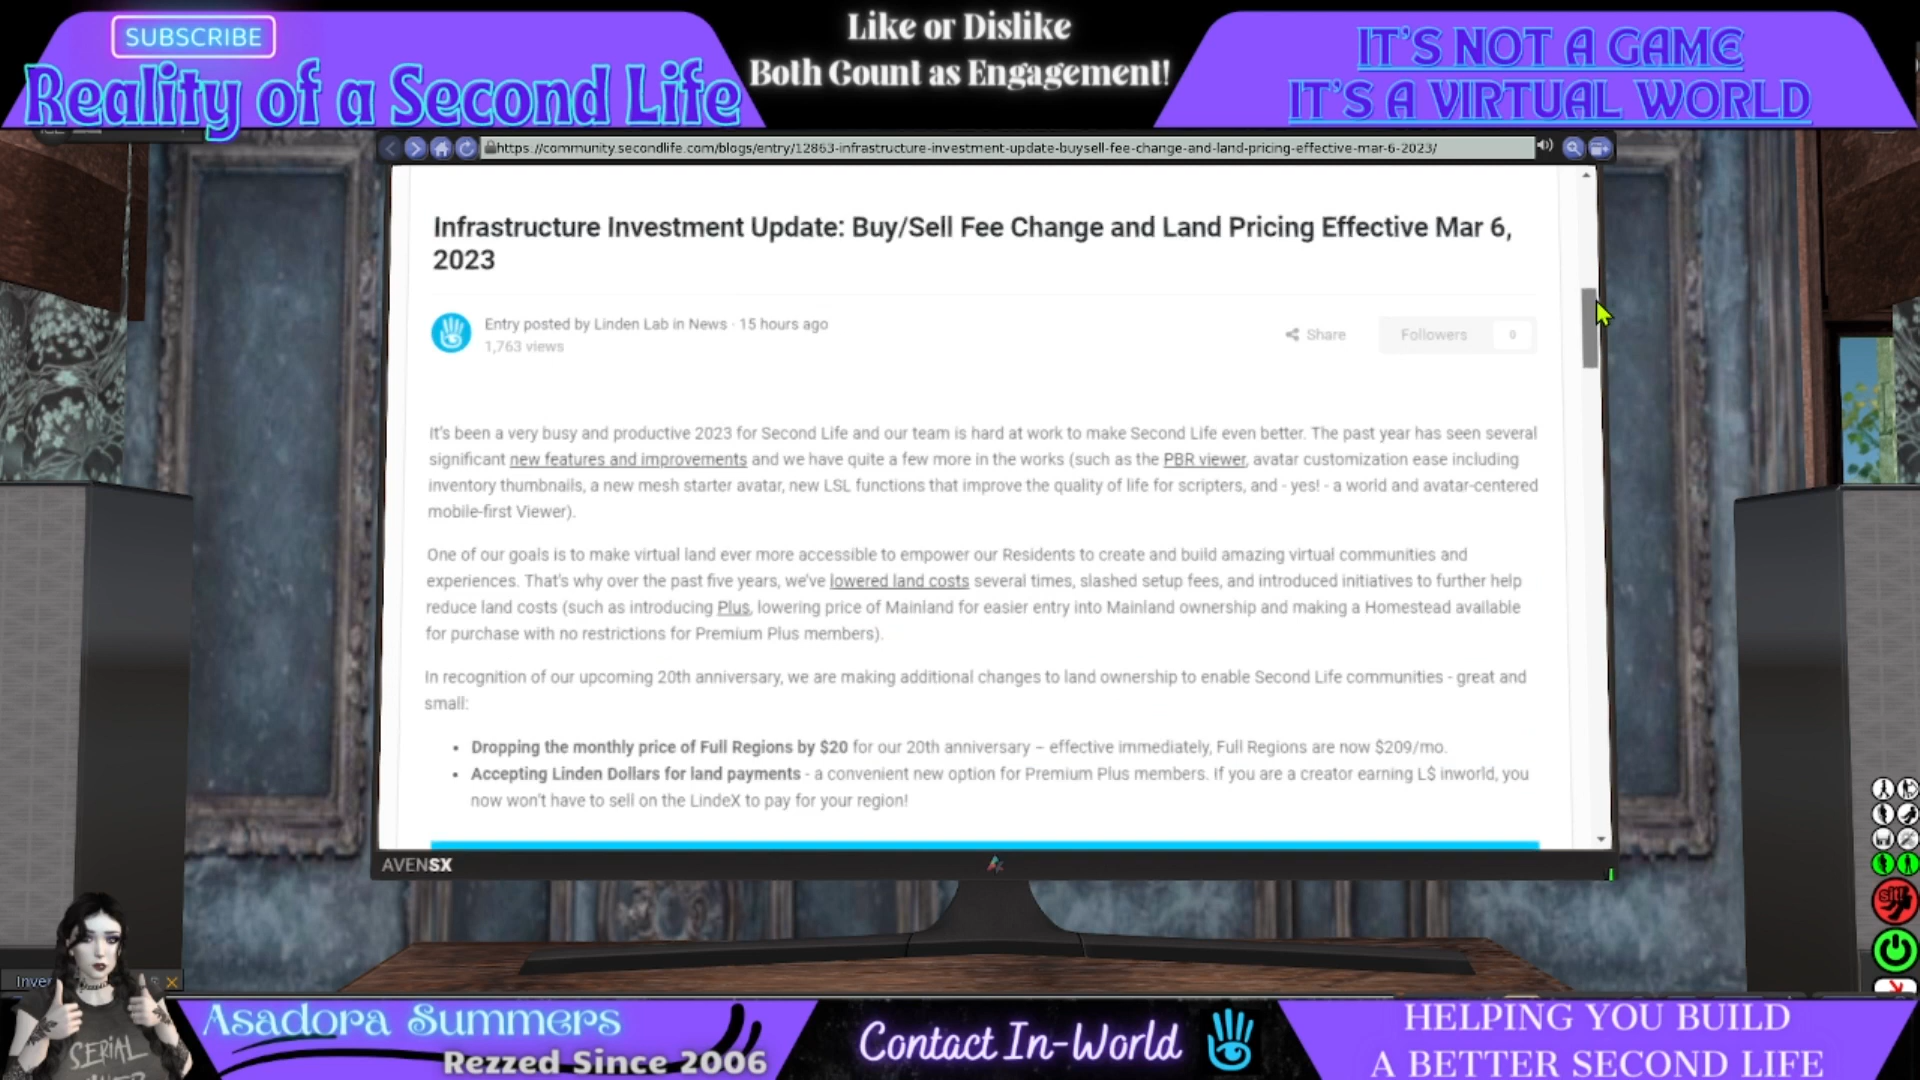 SUBSCRIBE
Reality of a Second Life
Like or Dislike
Both Count as Engagement!
IT'S NOT A GAME
IT'S A VIRTUAL WORLD
https://community.secondlife.com/blogs/entry/12863-infrastructure-investment-update-buysell-fee-change-and-land-pricing-effective-mar-6-2023/
Infrastructure Investment Update: Buy/Sell Fee Change and Land Pricing Effective Mar 6,
2023
Entry posted by Linden Lab in News · 15 hours ago
1,763 views
Share
Followers 0
It's been a very busy and productive 2023 for Second Life and our team is hard at work to make Second Life even better. The past year has seen several
significant new features and improvements and we have quite a few more in the works (such as the PBR viewer, avatar customization ease including
inventory thumbnails, a new mesh starter avatar, new LSL functions that improve the quality of life for scripters, and - yes! - a world and avatar-centered
mobile-first Viewer).
One of our goals is to make virtual land ever more accessible to empower our Residents to create and build amazing virtual communities and
experiences. That's why over the past five years, we've lowered land costs several times, slashed setup fees, and introduced initiatives to further help
reduce land costs (such as introducing Plus, lowering price of Mainland for easier entry into Mainland ownership and making a Homestead available
for purchase with no restrictions for Premium Plus members).
In recognition of our upcoming 20th anniversary, we are making additional changes to land ownership to enable Second Life communities - great and
small:
• Dropping the monthly price of Full Regions by $20 for our 20th anniversary – effective immediately, Full Regions are now $209/mo.
• Accepting Linden Dollars for land payments - a convenient new option for Premium Plus members. If you are a creator earning L$ inworld, you
now won't have to sell on the LindeX to pay for your region!
AVENSX
sit!
Inver
SERIAL
Asadora Summers
Rezzed Since 2006
Contact In-World
HELPING YOU BUILD
A BETTER SECOND LIFE